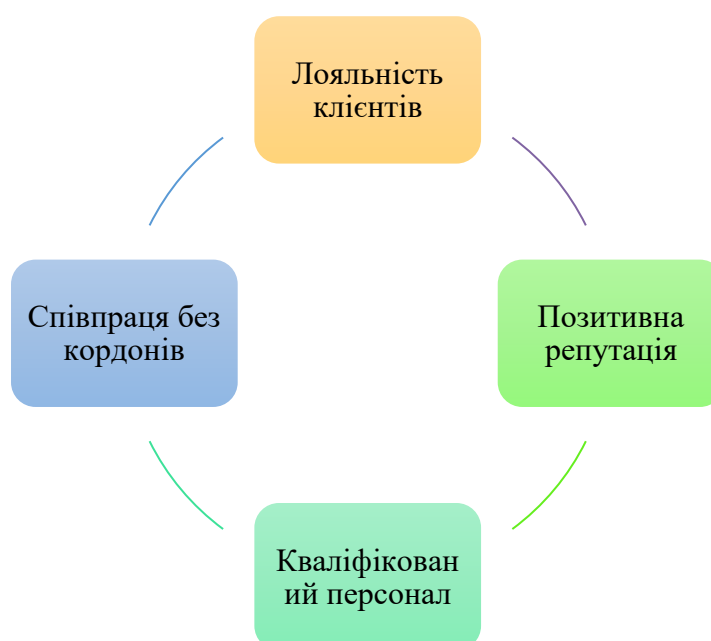 Лояльність
клієнтів
Співпраця без
кордонів
Позитивна
репутація
Кваліфікован
ий персонал